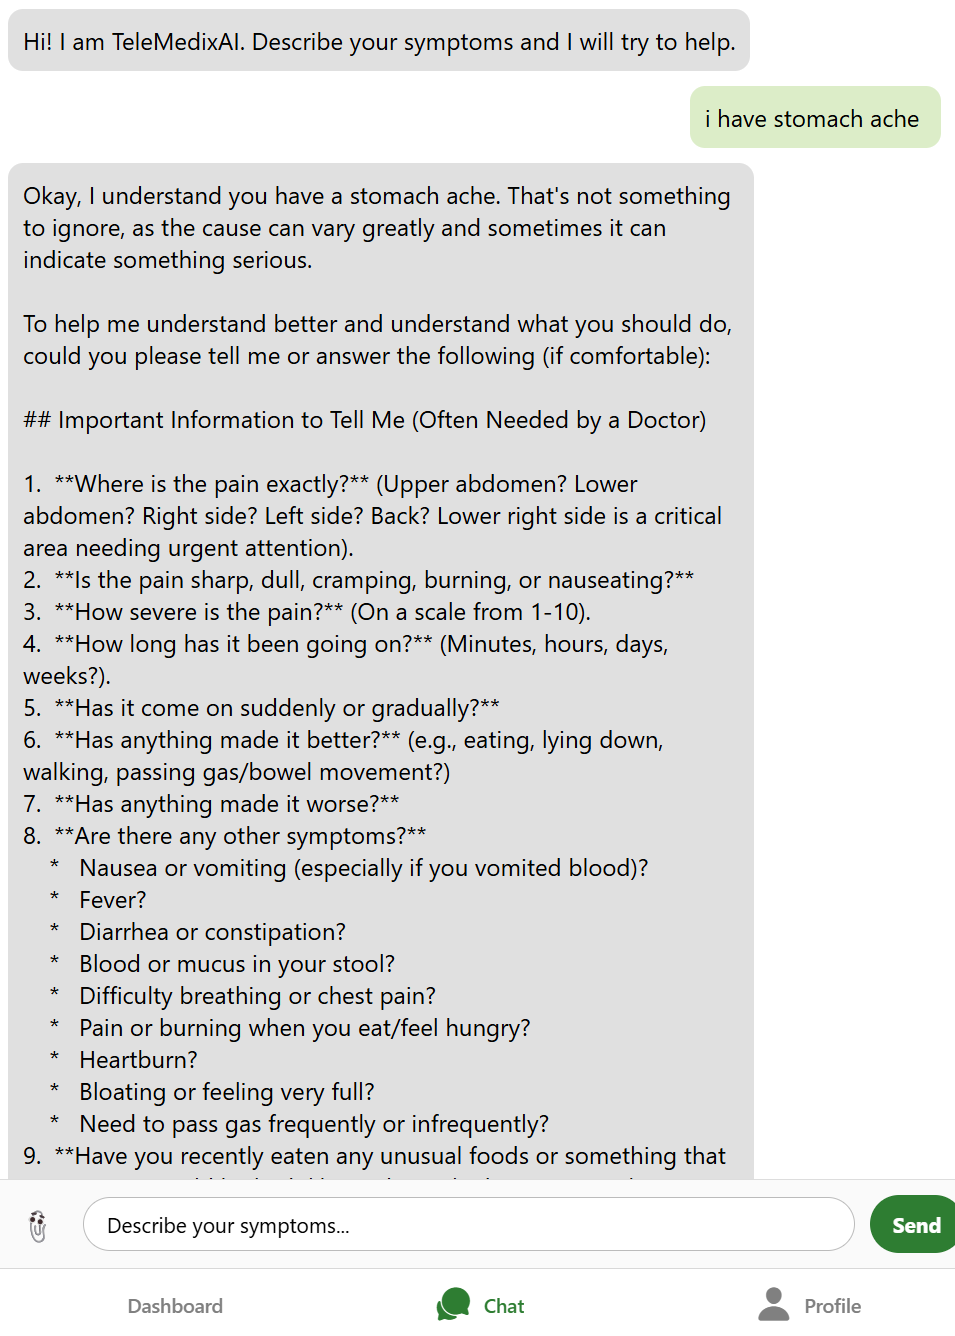 Hi! I am TeleMedixAI. Describe your symptoms and I will try to help.
i have stomach ache
Okay, I understand you have a stomach ache. That's not something
to ignore, as the cause can vary greatly and sometimes it can
indicate something serious.
To help me understand better and understand what you should do,
could you please tell me or answer the following (if comfortable):
## Important Information to Tell Me (Often Needed by a Doctor)
1. **Where is the pain exactly?** (Upper abdomen? Lower
abdomen? Right side? Left side? Back? Lower right side is a critical
area needing urgent attention).
2. **Is the pain sharp, dull, cramping, burning, or nauseating?**
3. **How severe is the pain?** (On a scale from 1-10).
4. **How long has it been going on?** (Minutes, hours, days,
weeks?).
5. **Has it come on suddenly or gradually?**
6. **Has anything made it better?** (e.g., eating, lying down,
walking, passing gas/bowel movement?)
7. **Has anything made it worse?**
8. **Are there any other symptoms?**
* Nausea or vomiting (especially if you vomited blood)?
* Fever?
* Diarrhea or constipation?
* Blood or mucus in your stool?
* Difficulty breathing or chest pain?
* Pain or burning when you eat/feel hungry?
* Heartburn?
* Bloating or feeling very full?
* Need to pass gas frequently or infrequently?
9. **Have you recently eaten any unusual foods or something that
Describe your symptoms...
Send
Dashboard
Chat
Profile